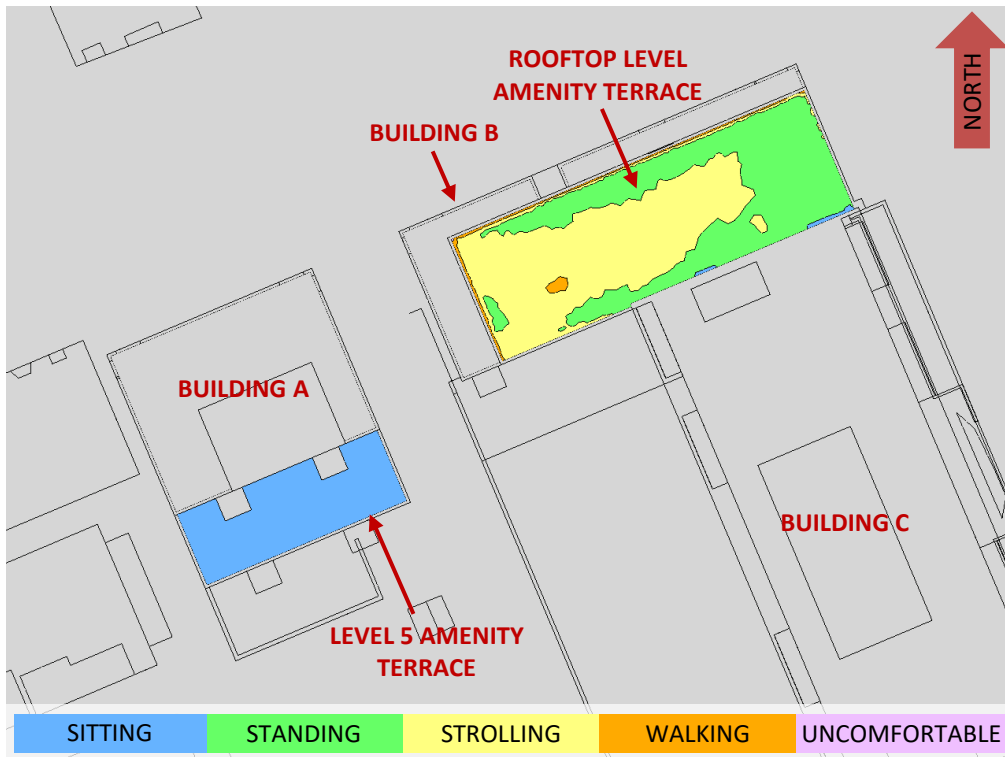 ROOFTOP LEVEL
AMENITY TERRACE
NORTH
BUILDING B
BUILDING A
BUILDING C
LEVEL 5 AMENITY
TERRACE
SITTING
STANDING
STROLLING
WALKING
UNCOMFORTABLE